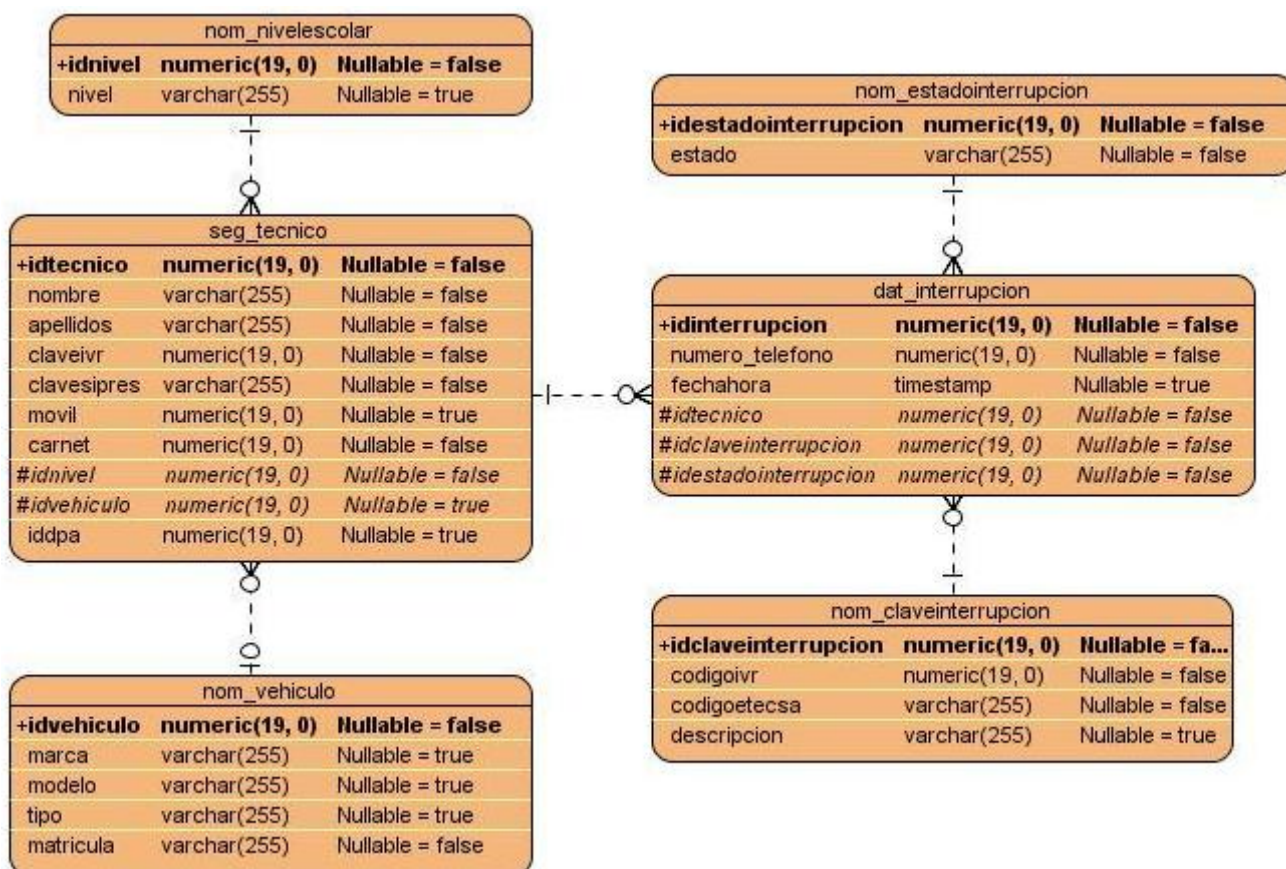 nom_nivelescolar
+idnivel numeric(19, 0) Nullable = false
nivel varchar(255) Nullable = true
seg_tecnico
+idtecnico numeric(19, 0) Nullable = false
nombre varchar(255) Nullable = false
apellidos varchar(255) Nullable = false
claveivr numeric(19, 0) Nullable = false
clavesipres varchar(255) Nullable = false
movil numeric(19, 0) Nullable = true
carnet numeric(19, 0) Nullable = false
#idnivel numeric(19, 0) Nullable = false
#idvehiculo numeric(19, 0) Nullable = true
iddpa numeric(19, 0) Nullable = true
nom_vehiculo
+idvehiculo numeric(19, 0) Nullable = false
marca varchar(255) Nullable = true
modelo varchar(255) Nullable = true
tipo varchar(255) Nullable = true
matricula varchar(255) Nullable = false
nom_estadointerrupcion
+idestadointerrupcion numeric(19, 0) Nullable = false
estado varchar(255) Nullable = false
dat_interrupcion
+idinterrupcion numeric(19, 0) Nullable = false
numero_telefono numeric(19, 0) Nullable = false
fechahora timestamp Nullable = true
#idtecnico numeric(19, 0) Nullable = false
#idclaveinterrupcion numeric(19, 0) Nullable = false
#idestadointerrupcion numeric(19, 0) Nullable = false
nom_claveinterrupcion
+idclaveinterrupcion numeric(19, 0) Nullable = fa...
codigoivr numeric(19, 0) Nullable = false
codigoetecsa varchar(255) Nullable = false
descripcion varchar(255) Nullable = true